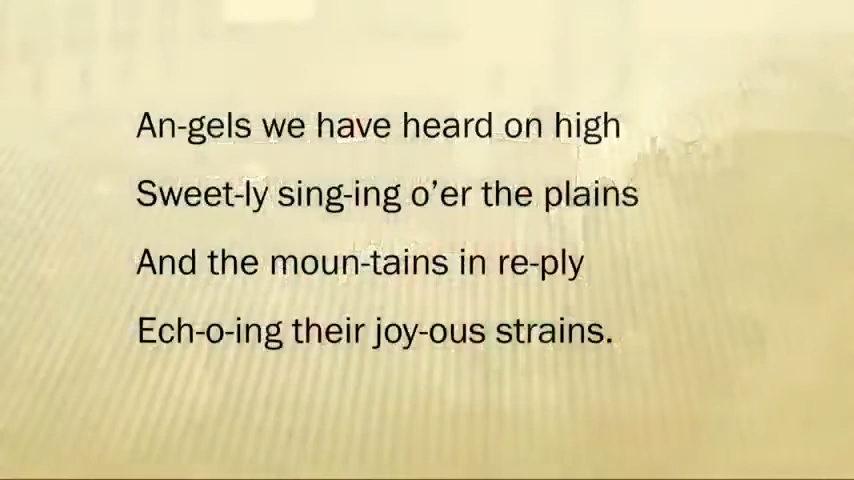 An-gels we have heard on high
Sweet-ly sing-ing o’er the plains
And the moun-tains in re-ply
Ech-o-ing their joy-ous strains.